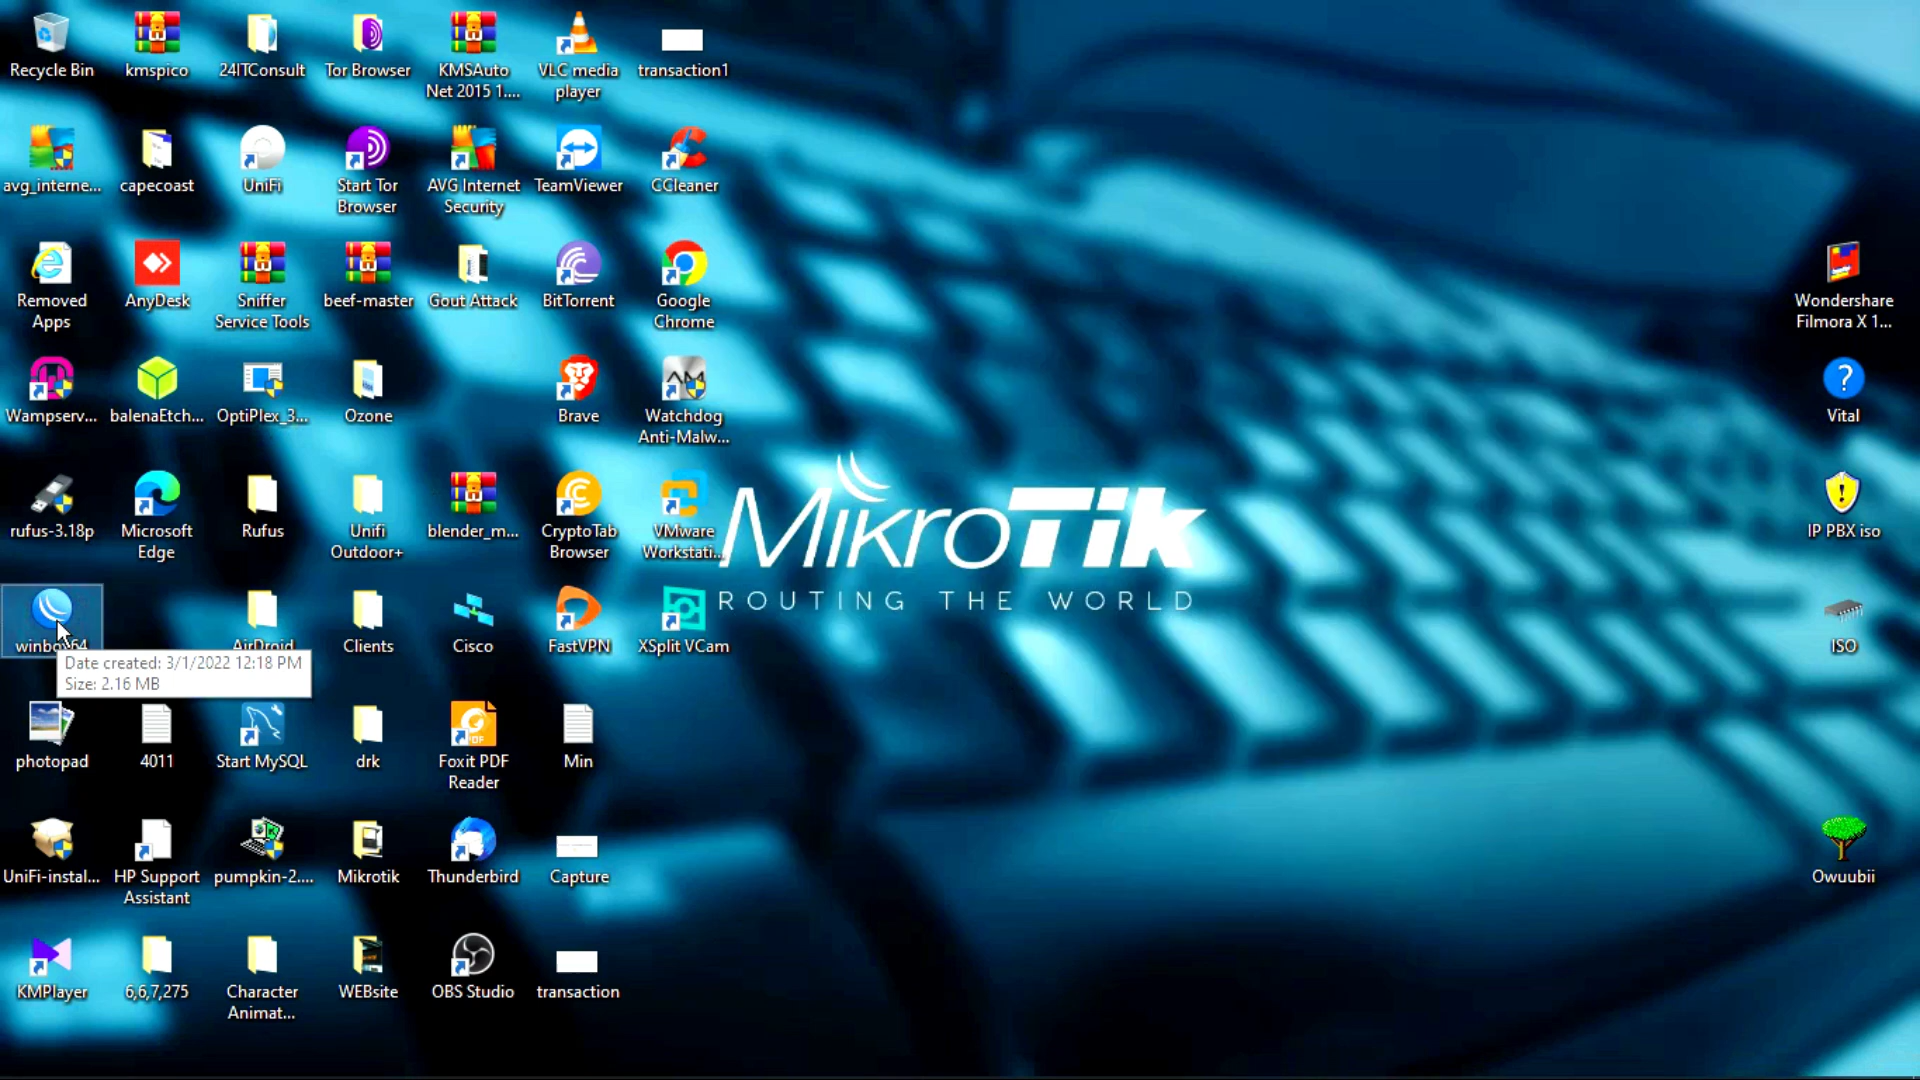 Recycle Bin
kmspico
24ITConsult
Tor Browser
KMSAuto
Net 2015 1....
VLC media
player
transaction1
avg_interne...
capecoast
UniFi
Start Tor
Browser
AVG Internet
Security
TeamViewer
CCleaner
Removed
Apps
AnyDesk
Sniffer
Service Tools
beef-master
Gout Attack
BitTorrent
Google
Chrome
Wondershare
Filmora X 1...
Wampserv...
balenaEtch...
OptiPlex_3...
Ozone
Brave
Watchdog
Anti-Malw...
Vital
rufus-3.18p
Microsoft
Edge
Rufus
Unifi
Outdoor+
blender_m...
CryptoTab
Browser
VMware
Workstati...
MikroTik
ROUTING THE WORLD
IP PBX iso
winbox64
AirDroid
Clients
Cisco
FastVPN
XSplit VCam
ISO
Date created: 3/1/2022 12:18 PM
Size: 2.16 MB
photopad
4011
Start MySQL
drk
PDF
Foxit PDF
Reader
Min
UniFi-instal...
HP Support
Assistant
pumpkin-2....
Mikrotik
Thunderbird
Capture
Owuubii
KMPlayer
6,6,7,275
Character
Animat...
WEBsite
OBS Studio
transaction